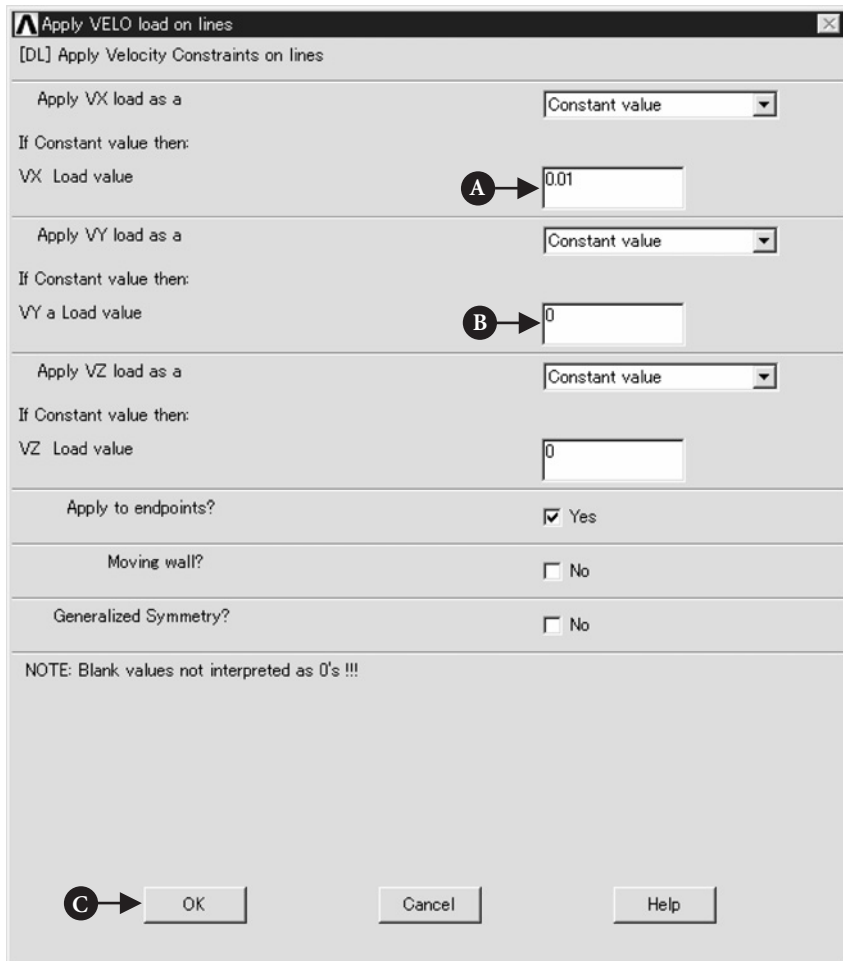 Apply VELO load on lines
[DL] Apply Velocity Constraints on lines
Apply VX load as a Constant value
If Constant value then:
VX Load value A 0.01
Apply VY load as a Constant value
If Constant value then:
VY a Load value B 0
Apply VZ load as a Constant value
If Constant value then:
VZ Load value 0
Apply to endpoints? Yes
Moving wall? No
Generalized Symmetry? No
NOTE: Blank values not interpreted as 0's !!!
C OK Cancel Help